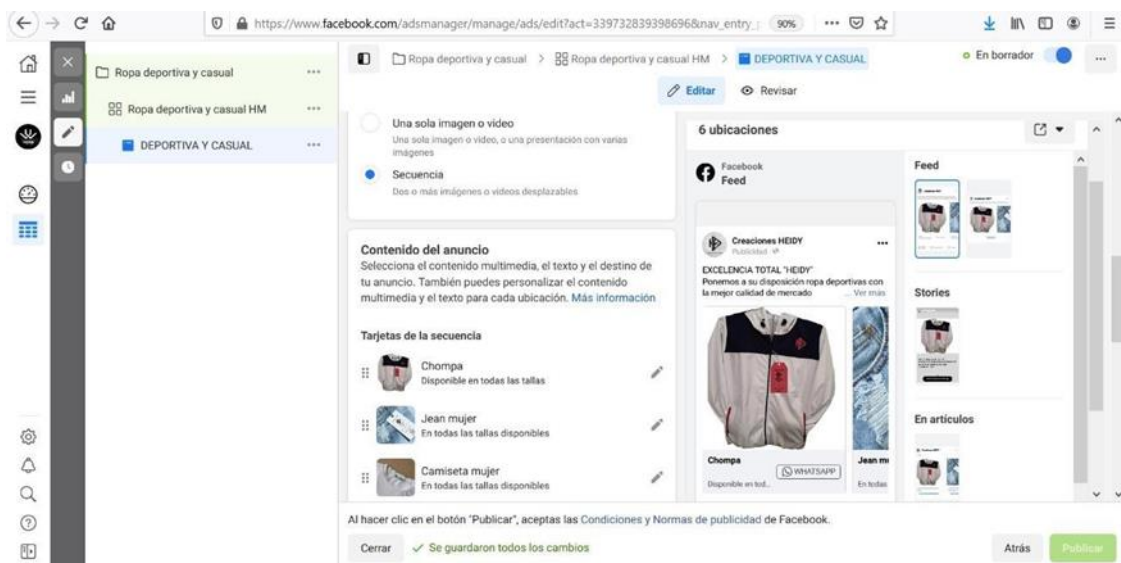 https://www.facebook.com/adsmanager/manage/ads/edit?act=339732839398696&nav_entry_
90%
Ropa deportiva y casual
Ropa deportiva y casual HM
DEPORTIVA Y CASUAL
Ropa deportiva y casual > Ropa deportiva y casual HM > DEPORTIVA Y CASUAL
En borrador
Editar
Revisar
Una sola imagen o video
Una sola imagen o video, o una presentación con varias
imágenes
Secuencia
Dos o más imágenes o videos desplazables
Contenido del anuncio
Selecciona el contenido multimedia, el texto y el destino de
tu anuncio. También puedes personalizar el contenido
multimedia y el texto para cada ubicación. Más información
Tarjetas de la secuencia
Chompa
Disponible en todas las tallas
Jean mujer
En todas las tallas disponibles
Camiseta mujer
En todas las tallas disponibles
6 ubicaciones
Facebook
Feed
Creaciones HEIDY
Publicidad
EXCELENCIA TOTAL "HEIDY"
Ponemos a su disposición ropa deportivas con
la mejor calidad de mercado ... Ver más
Chompa
Disponible en tod...
WHATSAPP
Jean m
En todas
Feed
Stories
En artículos
Al hacer clic en el botón "Publicar", aceptas las Condiciones y Normas de publicidad de Facebook.
Cerrar
Se guardaron todos los cambios
Atrás
Publicar